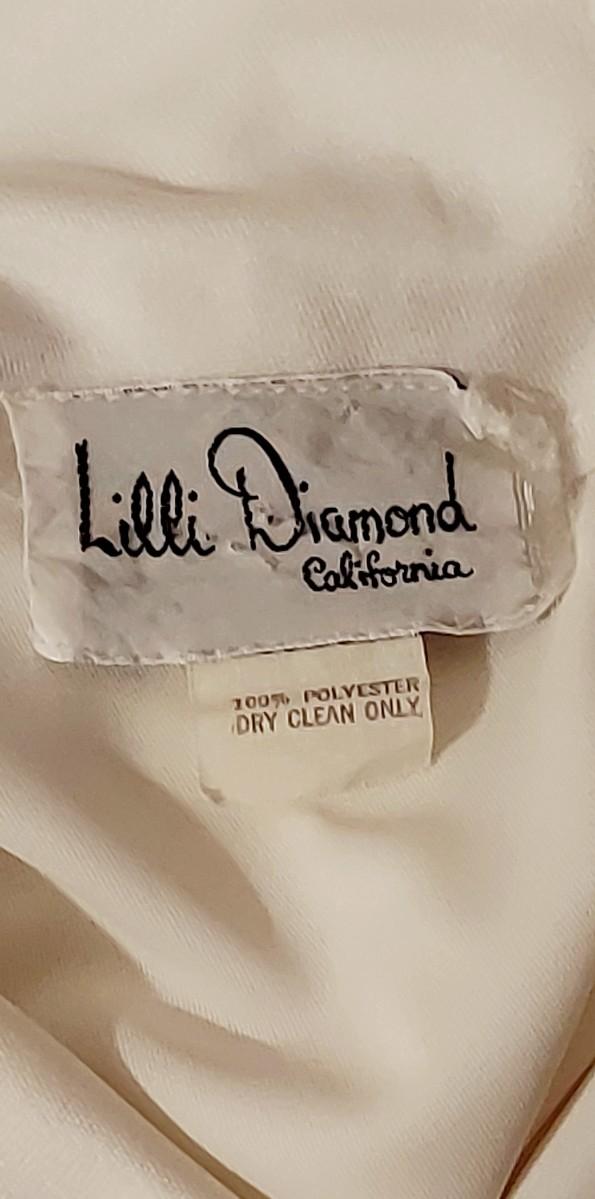 Lilli Diamond
California
100% POLYESTER
DRY CLEAN ONLY